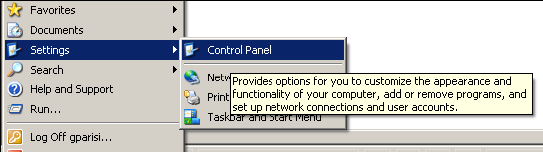 Favorites
Documents
Settings
Control Panel
Search
Netw
Provides options for you to customize the appearance and
functionality of your computer, add or remove programs, and
set up network connections and user accounts.
Help and Support
Print
Run...
Taskbar and Start Menu
Log Off gparisi...